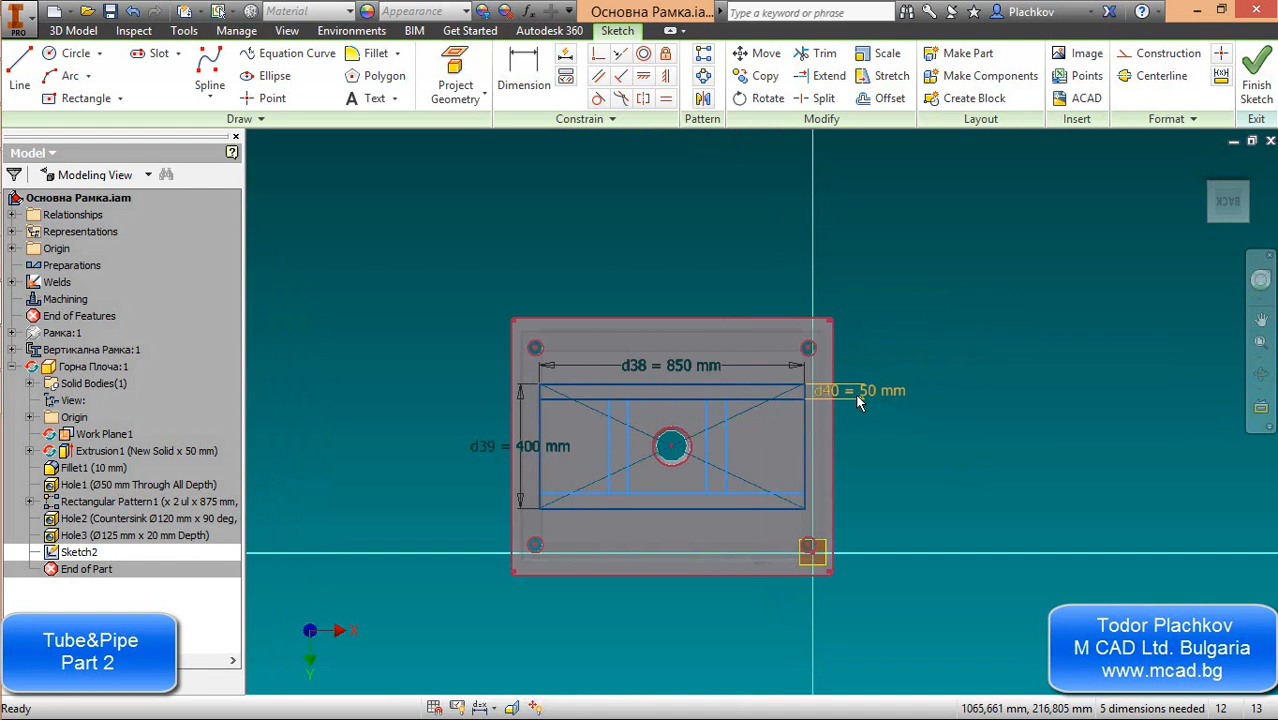 PRO
Material
Appearance
Основна Рамка.ia...
Type a keyword or phrase
Plachkov
3D Model
Inspect
Tools
Manage
View
Environments
BIM
Get Started
Autodesk 360
Sketch
Line
Circle
Arc
Rectangle
Slot
Spline
Equation Curve
Ellipse
Point
Fillet
Polygon
Text
Project Geometry
Dimension
Move
Copy
Rotate
Trim
Extend
Split
Scale
Stretch
Offset
Make Part
Make Components
Create Block
Image
Points
ACAD
Construction
Centerline
Finish Sketch
Draw
Constrain
Pattern
Modify
Layout
Insert
Format
Exit
Model
Modeling View
Основна Рамка.iam
Relationships
Representations
Origin
Preparations
Welds
Machining
End of Features
Рамка:1
Вертикална Рамка:1
Горна Плоча:1
Solid Bodies(1)
View:
Origin
Work Plane1
Extrusion1 (New Solid x 50 mm)
Fillet1 (10 mm)
Hole1 (Ø50 mm Through All Depth)
Rectangular Pattern1 (x 2 ul x 875 mm,
Hole2 (Countersink Ø120 mm x 90 deg,
Hole3 (Ø125 mm x 20 mm Depth)
Sketch2
End of Part
BACK
d38 = 850 mm
d40 = 50 mm
d39 = 400 mm
X
Y
Tube&Pipe
Part 2
Todor Plachkov
M CAD Ltd. Bulgaria
www.mcad.bg
Ready
1065,661 mm, 216,805 mm
5 dimensions needed
12
13